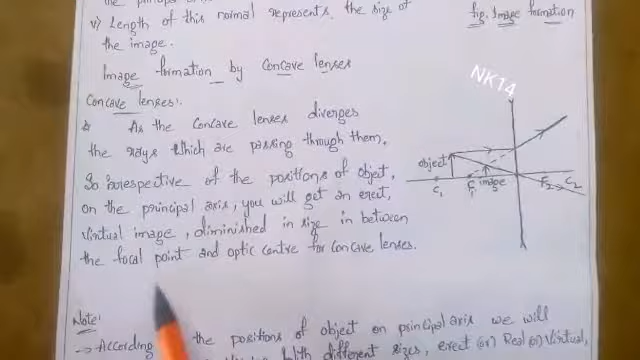 v) Length of this normal represents the size of
the image.
fig. Image formation
Image formation by Concave lenses
Concave lenses:
As the Concave lenses diverges
the rays which are passing through them.
So irrespective of the positions of object,
on the principal axis, you will get an erect,
Virtual image, diminished in size in between
the focal point and optic centre for concave lenses.
NK14
object
image
C1
F1
F2
C2
Note:
→ According the positions of object on principal axis we will
different sizes, erect (or) Real (or) Virtual,